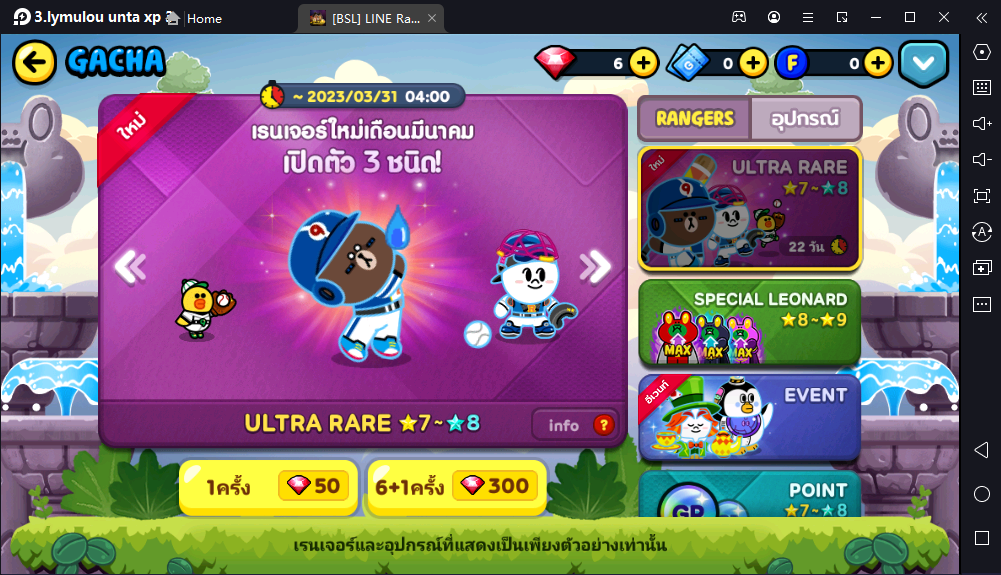 3.lymulou unta xp 3
Home
[BSL] LINE Ra...
GACHA
6
0
F
0
~ 2023/03/31 04:00
ใหม่
เรนเจอร์ใหม่เดือนมีนาคม
เปิดตัว 3 ชนิด!
ULTRA RARE ★7~★8
info ?
1ครั้ง 50
6+1ครั้ง 300
RANGERS
อุปกรณ์
ใหม่
ULTRA RARE
★7~★8
22 วัน
SPECIAL LEONARD
★8~★9
MAX MAX MAX
อีเวนท์
EVENT
POINT
★7~★8
GP
เรนเจอร์และอุปกรณ์ที่แสดงเป็นเพียงตัวอย่างเท่านั้น